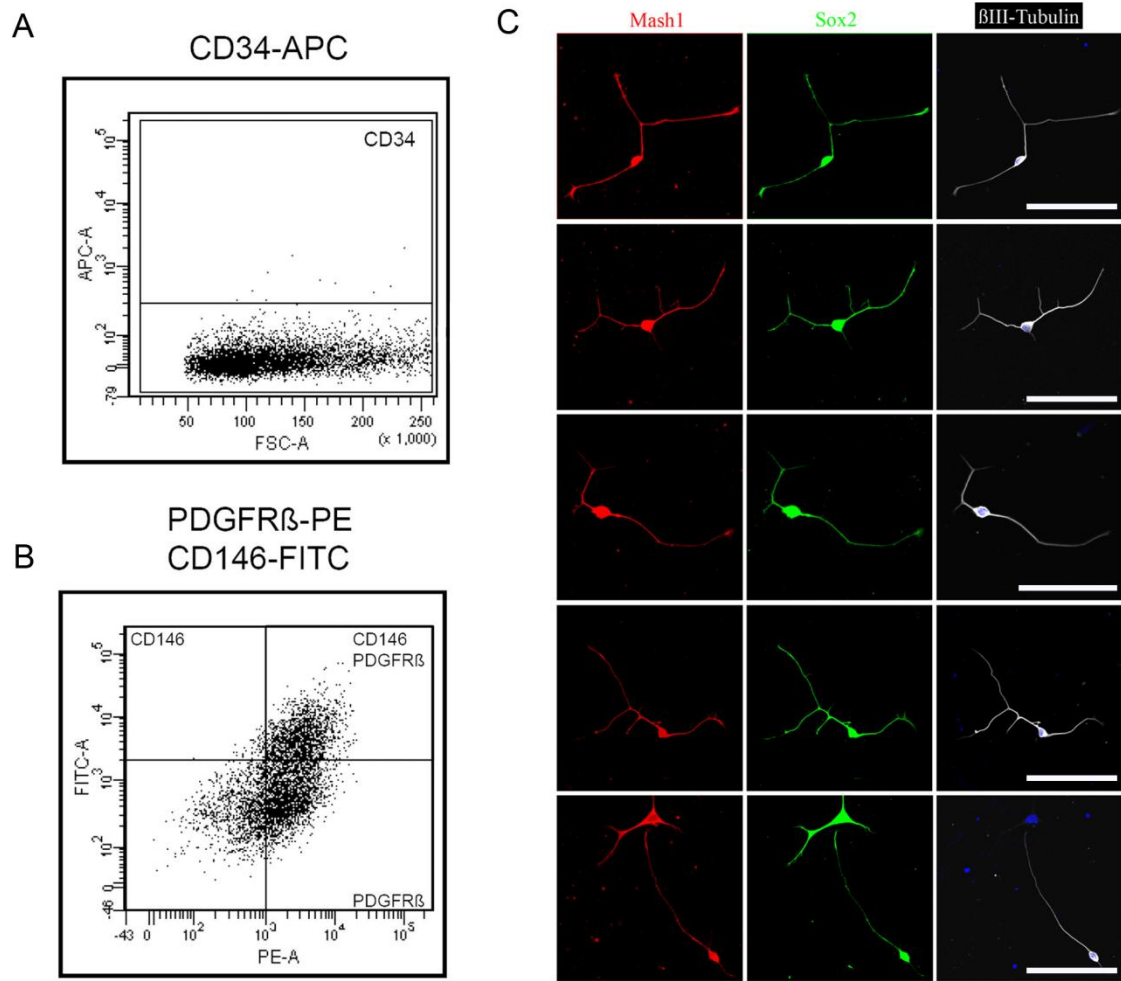 A
CD34-APC
CD34
APC-A
10^5
10^4
10^3
10^2
0
-79
50 100 150 200 250
(x 1,000)
FSC-A
B
PDGFRß-PE
CD146-FITC
CD146
CD146
PDGFRß
PDGFRß
FITC-A
10^5
10^4
10^3
10^2
0
-46
-43 0 10^2 10^3 10^4 10^5
PE-A
C
Mash1 Sox2 ßIII-Tubulin